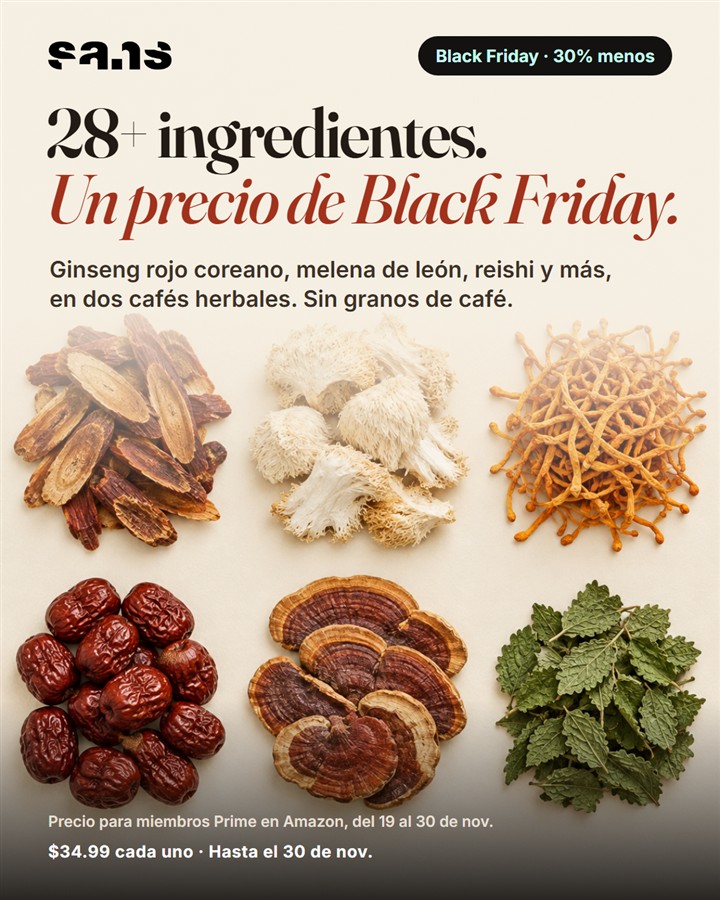 sans
Black Friday · 30% menos
28+ ingredientes.
Un precio de Black Friday.
Ginseng rojo coreano, melena de león, reishi y más,
en dos cafés herbales. Sin granos de café.
Precio para miembros Prime en Amazon, del 19 al 30 de nov.
$34.99 cada uno · Hasta el 30 de nov.